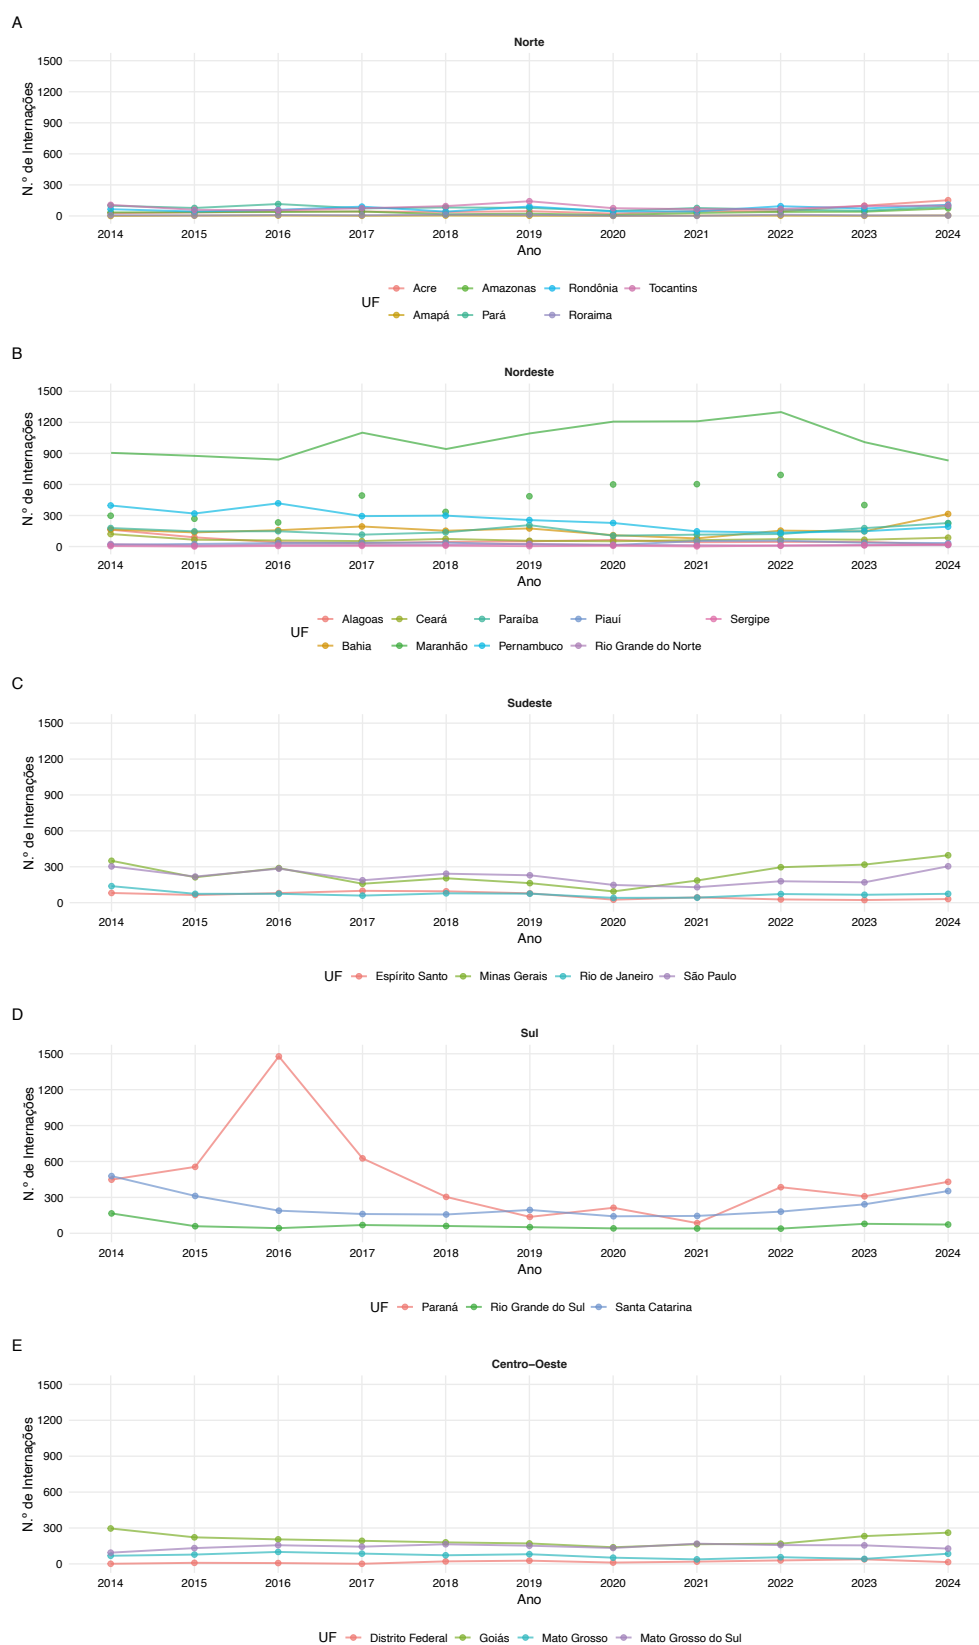 A
Norte
1500
1200
900
600
300
0
N.º de Internações
2014 2015 2016 2017 2018 2019 2020 2021 2022 2023 2024
Ano
UF
Acre Amazonas Rondônia Tocantins
Amapá Pará Roraima
B
Nordeste
1500
1200
900
600
300
0
N.º de Internações
2014 2015 2016 2017 2018 2019 2020 2021 2022 2023 2024
Ano
UF
Alagoas Ceará Paraíba Piauí Sergipe
Bahia Maranhão Pernambuco Rio Grande do Norte
C
Sudeste
1500
1200
900
600
300
0
N.º de Internações
2014 2015 2016 2017 2018 2019 2020 2021 2022 2023 2024
Ano
UF Espírito Santo Minas Gerais Rio de Janeiro São Paulo
D
Sul
1500
1200
900
600
300
0
N.º de Internações
2014 2015 2016 2017 2018 2019 2020 2021 2022 2023 2024
Ano
UF Paraná Rio Grande do Sul Santa Catarina
E
Centro-Oeste
1500
1200
900
600
300
0
N.º de Internações
2014 2015 2016 2017 2018 2019 2020 2021 2022 2023 2024
Ano
UF Distrito Federal Goiás Mato Grosso Mato Grosso do Sul